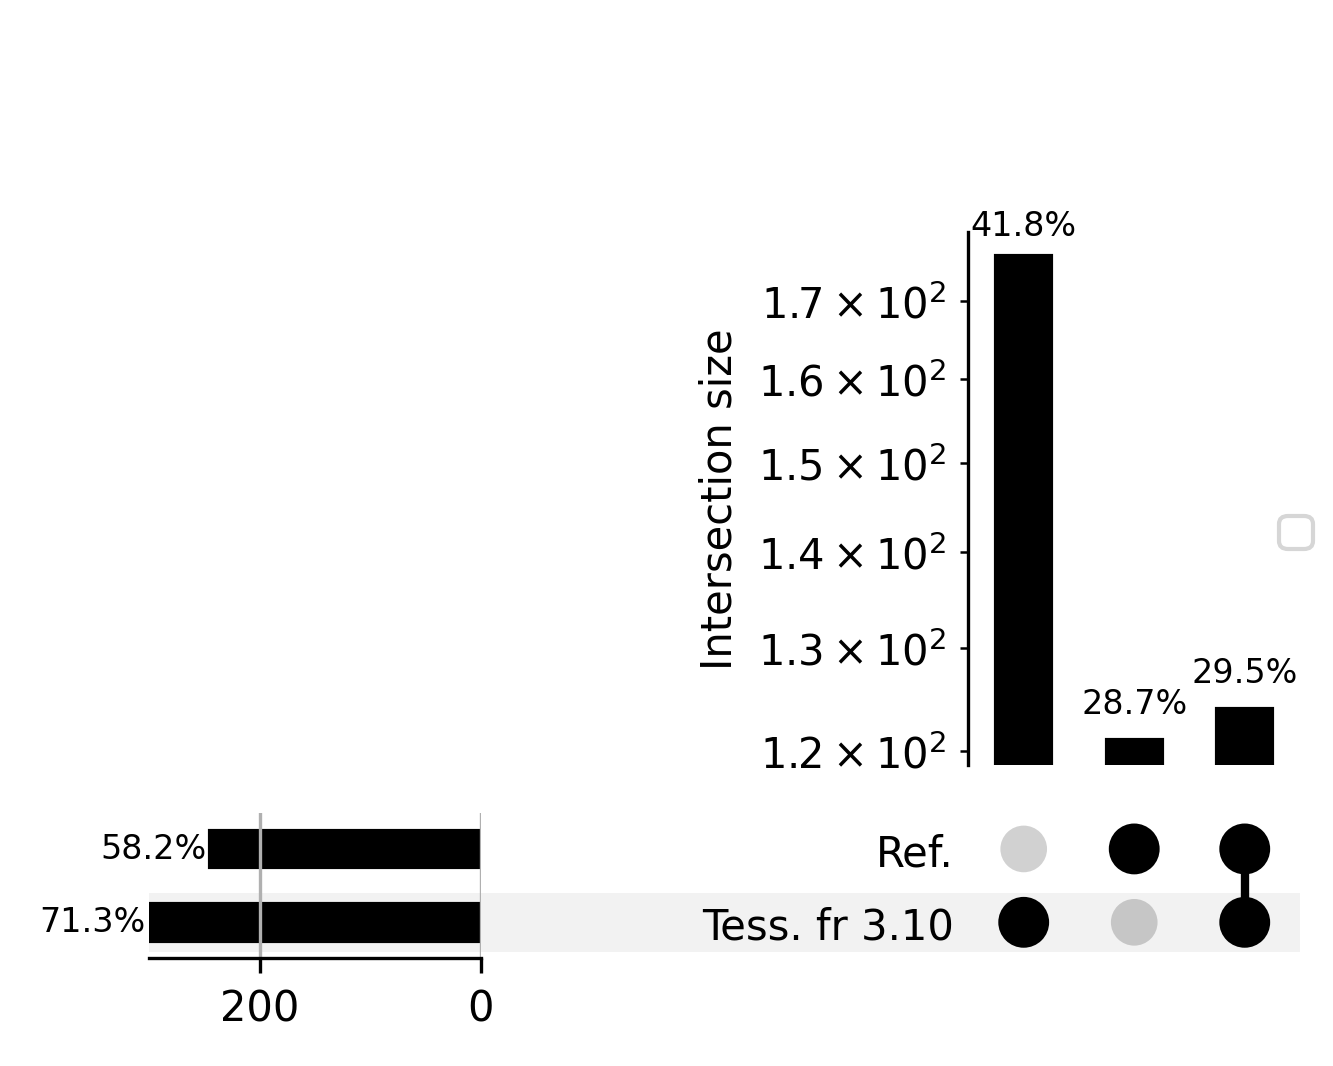 41.8%
1.7 × 10²
1.6 × 10²
1.5 × 10²
1.4 × 10²
1.3 × 10²
1.2 × 10²
Intersection size
29.5%
28.7%
58.2%
Ref.
71.3%
Tess. fr 3.10
200 0